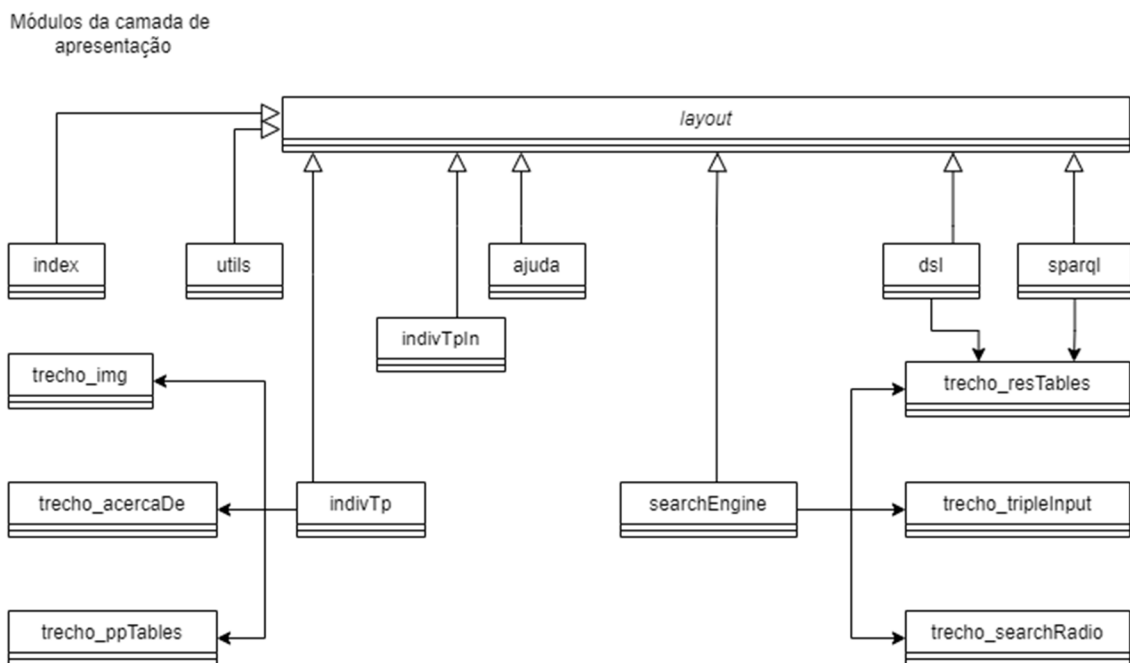 Módulos da camada de
apresentação
layout
index
utils
ajuda
dsl
sparql
indivTpIn
trecho_img
trecho_resTables
trecho_acercaDe
indivTp
searchEngine
trecho_tripleInput
trecho_ppTables
trecho_searchRadio